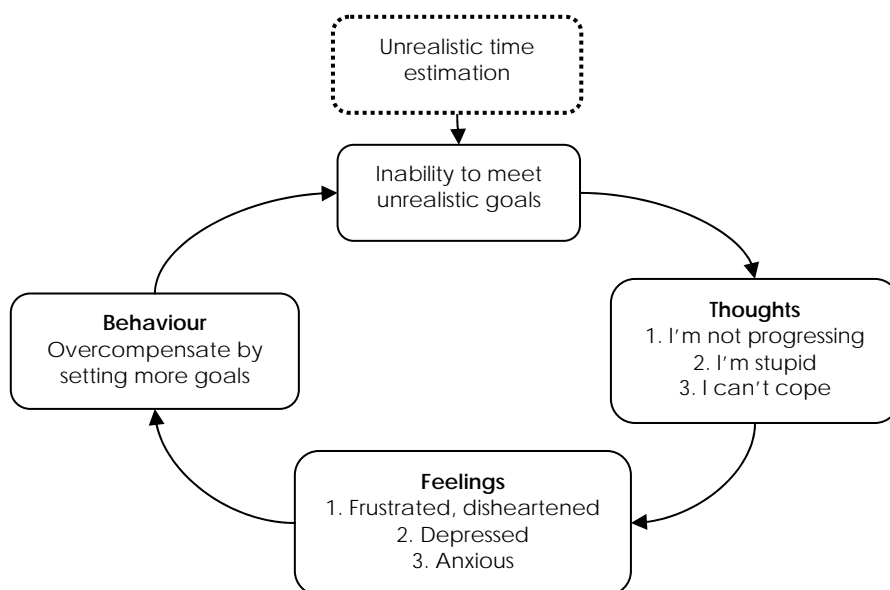 Unrealistic time
estimation
Inability to meet
unrealistic goals
Thoughts
1. I'm not progressing
2. I'm stupid
3. I can't cope
Feelings
1. Frustrated, disheartened
2. Depressed
3. Anxious
Behaviour
Overcompensate by
setting more goals